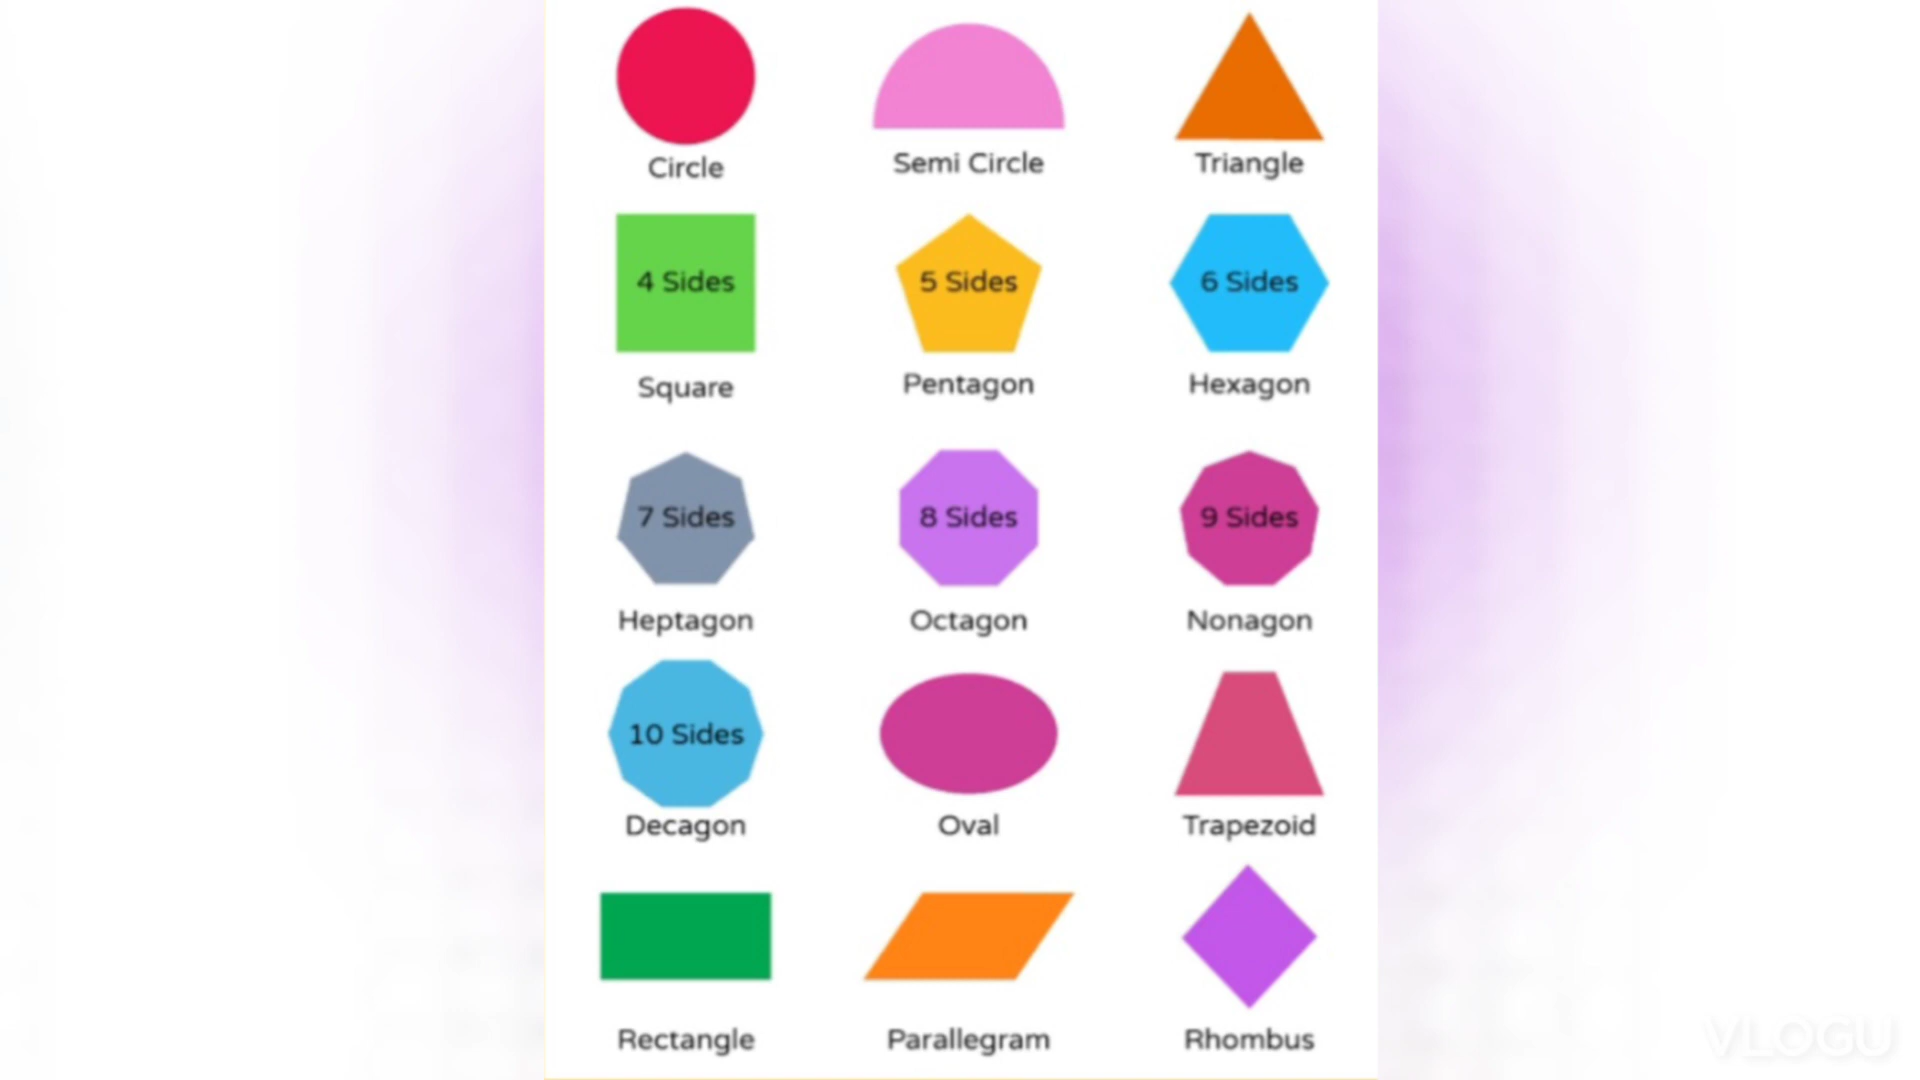 Circle
Semi Circle
Triangle
4 Sides
5 Sides
6 Sides
Square
Pentagon
Hexagon
7 Sides
8 Sides
9 Sides
Heptagon
Octagon
Nonagon
10 Sides
Decagon
Oval
Trapezoid
Rectangle
Parallegram
Rhombus
VLOGU